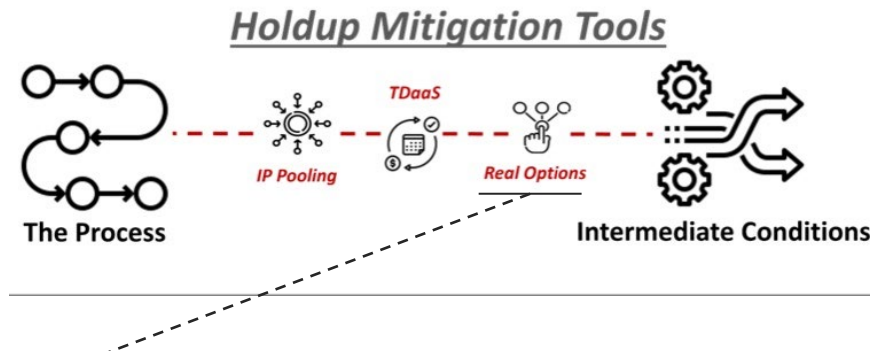 Holdup Mitigation Tools
TDaaS
$
IP Pooling
Real Options
The Process
Intermediate Conditions